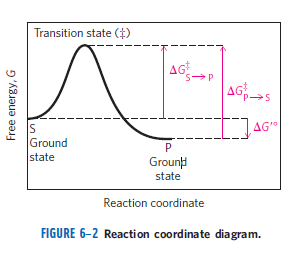 Transition state (‡)
Free energy, G
ΔG‡S→P
ΔG‡P→S
ΔG′°
S
Ground
state
P
Ground
state
Reaction coordinate
FIGURE 6–2 Reaction coordinate diagram.